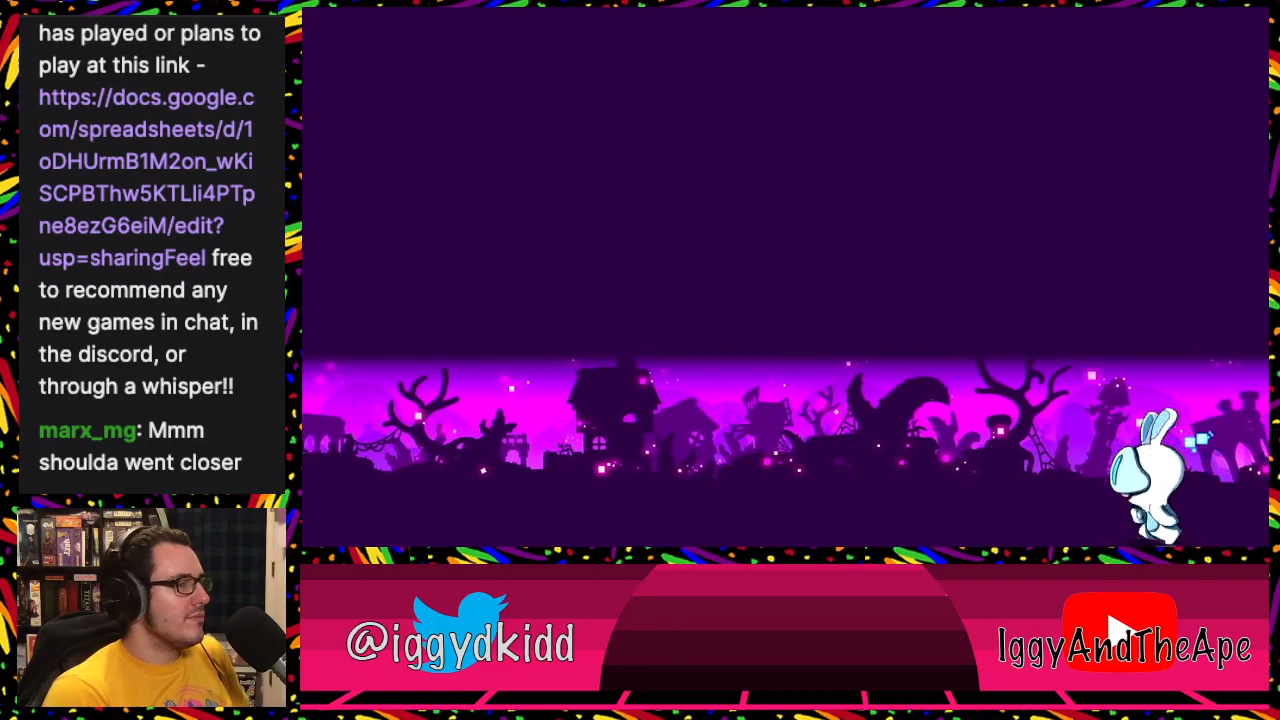 has played or plans to
play at this link -
https://docs.google.c
om/spreadsheets/d/1
oDHUrmB1M2on_wKi
SCPBThw5KTLli4PTp
ne8ezG6eiM/edit?
usp=sharingFeel free
to recommend any
new games in chat, in
the discord, or
through a whisper!!
marx_mg: Mmm
shoulda went closer
@iggydkidd
IggyAndTheApe